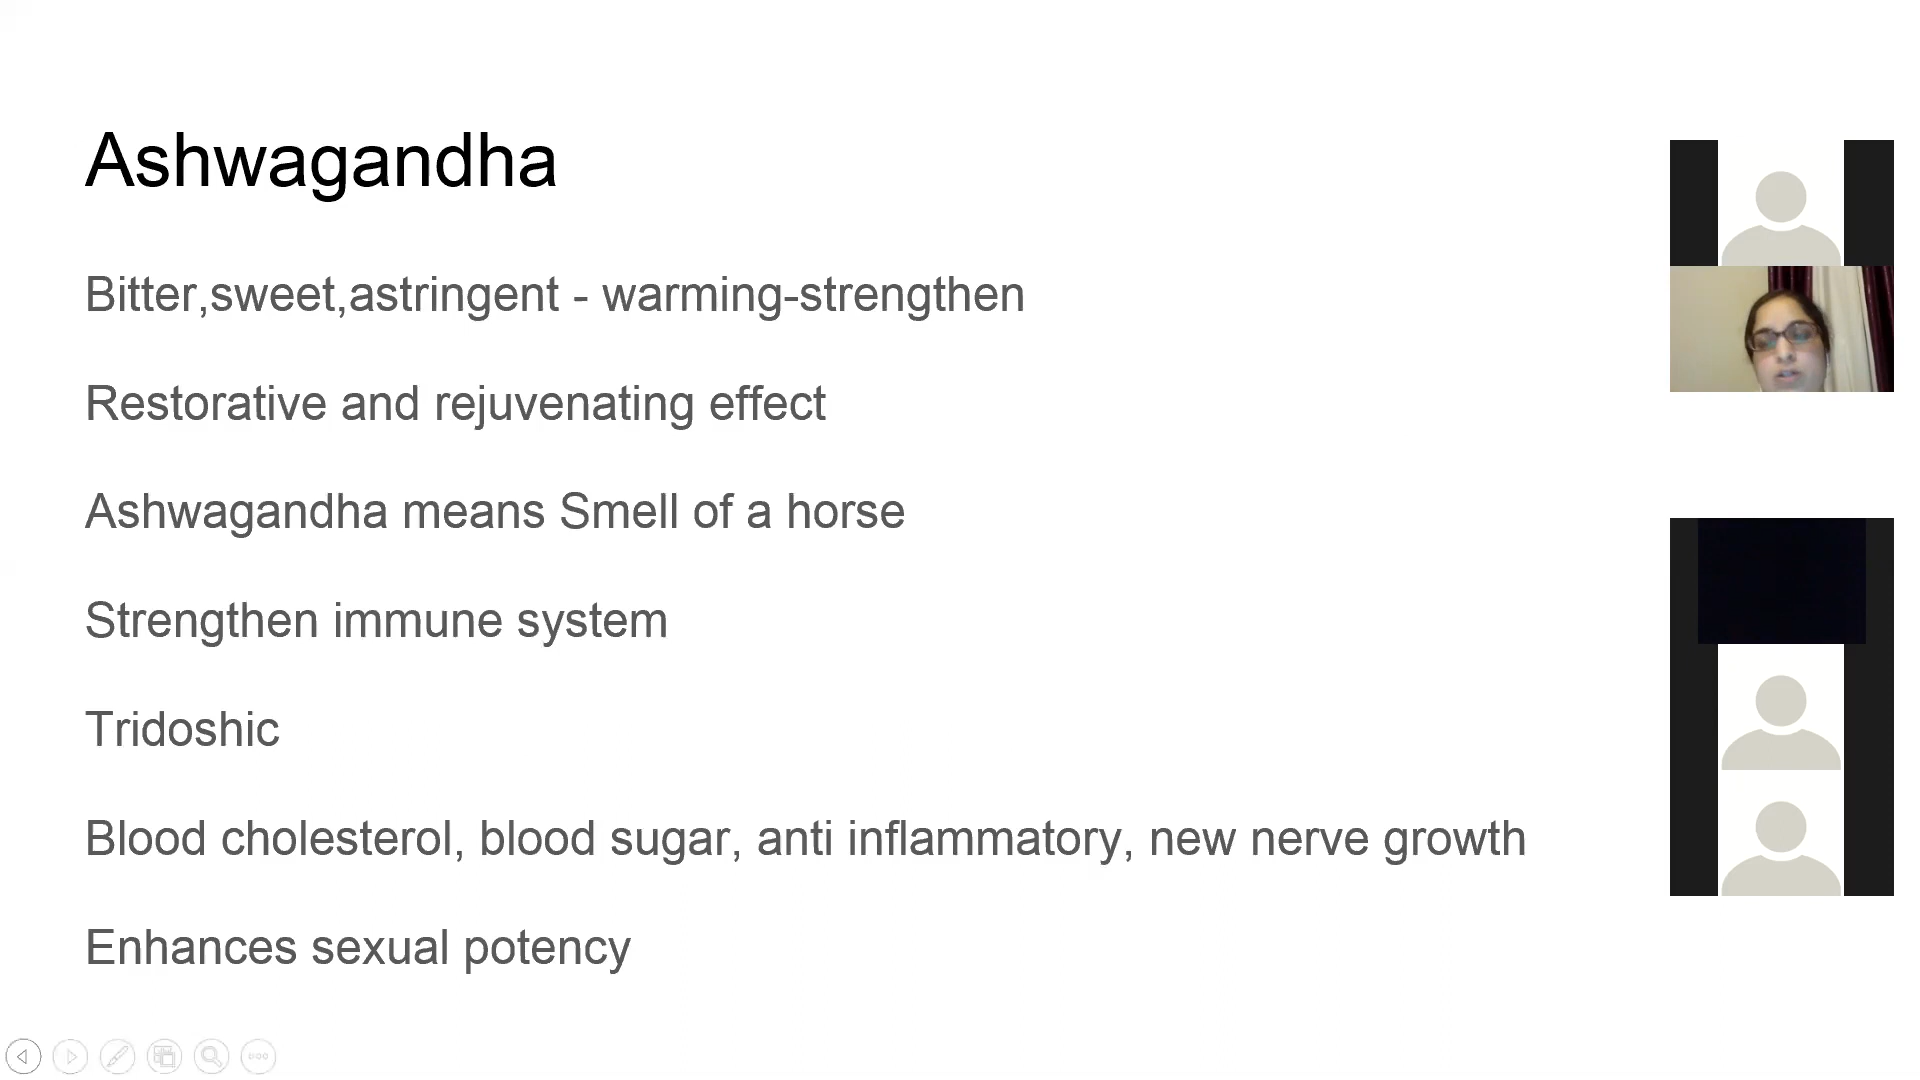 Ashwagandha
Bitter,sweet,astringent - warming-strengthen
Restorative and rejuvenating effect
Ashwagandha means Smell of a horse
Strengthen immune system
Tridoshic
Blood cholesterol, blood sugar, anti inflammatory, new nerve growth
Enhances sexual potency